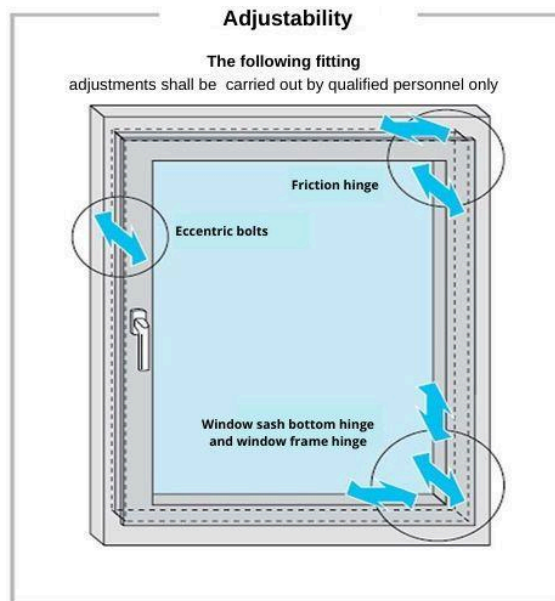 Adjustability
The following fitting
adjustments shall be carried out by qualified personnel only
Friction hinge
Eccentric bolts
Window sash bottom hinge
and window frame hinge